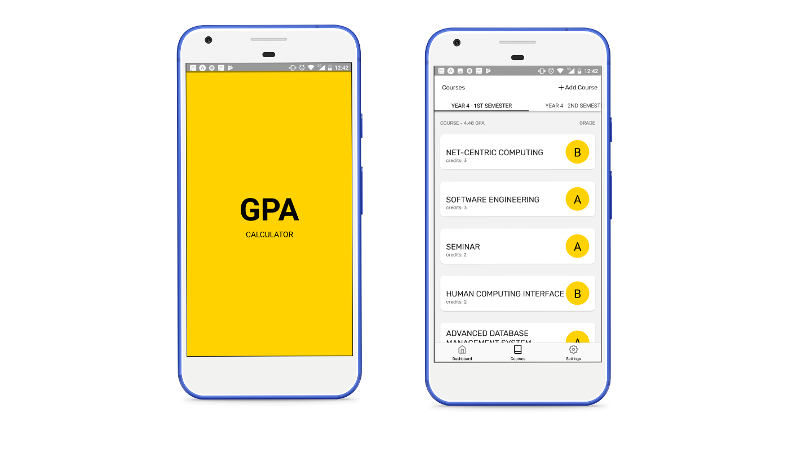 12:42
GPA
CALCULATOR
12:42
Courses
+Add Course
YEAR 4 - 1ST SEMESTER
YEAR 4 - 2ND SEMEST
COURSE - 4.46 GPA
GRADE
NET-CENTRIC COMPUTING
credits: 3
B
SOFTWARE ENGINEERING
credits: 3
A
SEMINAR
credits: 2
A
HUMAN COMPUTING INTERFACE
credits: 2
B
ADVANCED DATABASE
MANAGEMENT SYSTEM
A
Dashboard
Courses
Settings